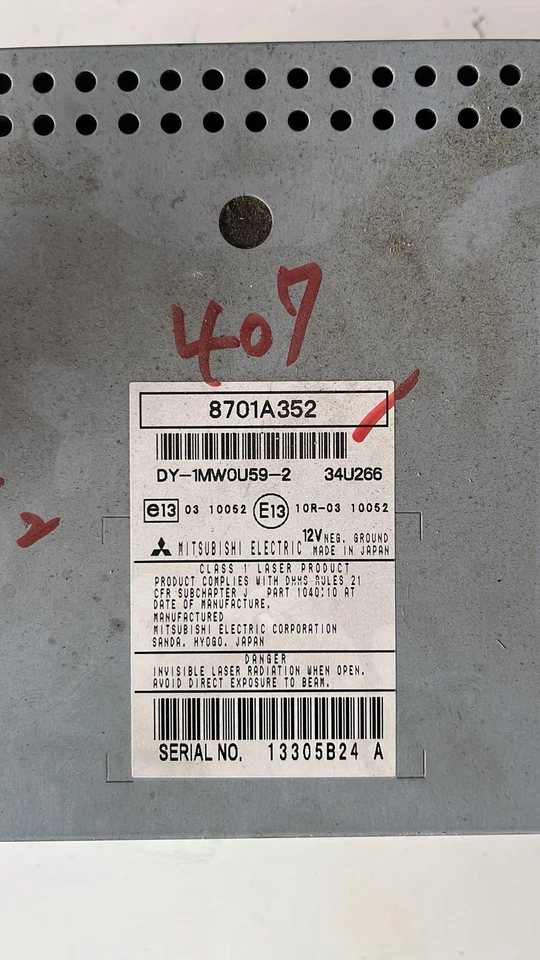 407
8701A352
DY-1MW0U59-2 34U266
e13 03 10052 E13 10R-03 10052
MITSUBISHI ELECTRIC 12V NEG. GROUND
MADE IN JAPAN
CLASS 1 LASER PRODUCT
PRODUCT COMPLIES WITH DHHS RULES 21
CFR SUBCHAPTER J PART 1040:10 AT
DATE OF MANUFACTURE.
MANUFACTURED
MITSUBISHI ELECTRIC CORPORATION
SANDA, HYOGO, JAPAN
2
DANGER
INVISIBLE LASER RADIATION WHEN OPEN.
AVOID DIRECT EXPOSURE TO BEAM.
SERIAL NO. 13305B24 A